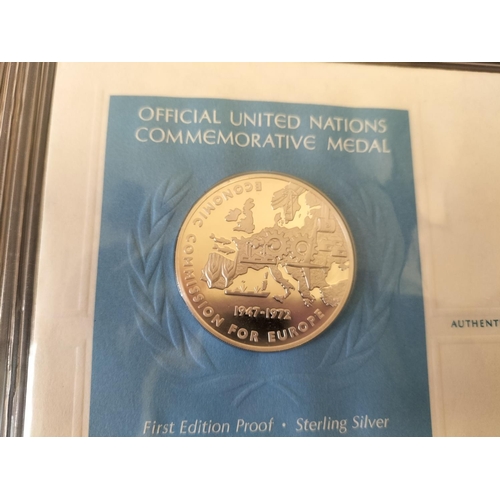 OFFICIAL UNITED NATIONS
COMMEMORATIVE MEDAL
ECONOMIC COMMISSION FOR EUROPE
1947-1972
AUTHENT
First Edition Proof · Sterling Silver